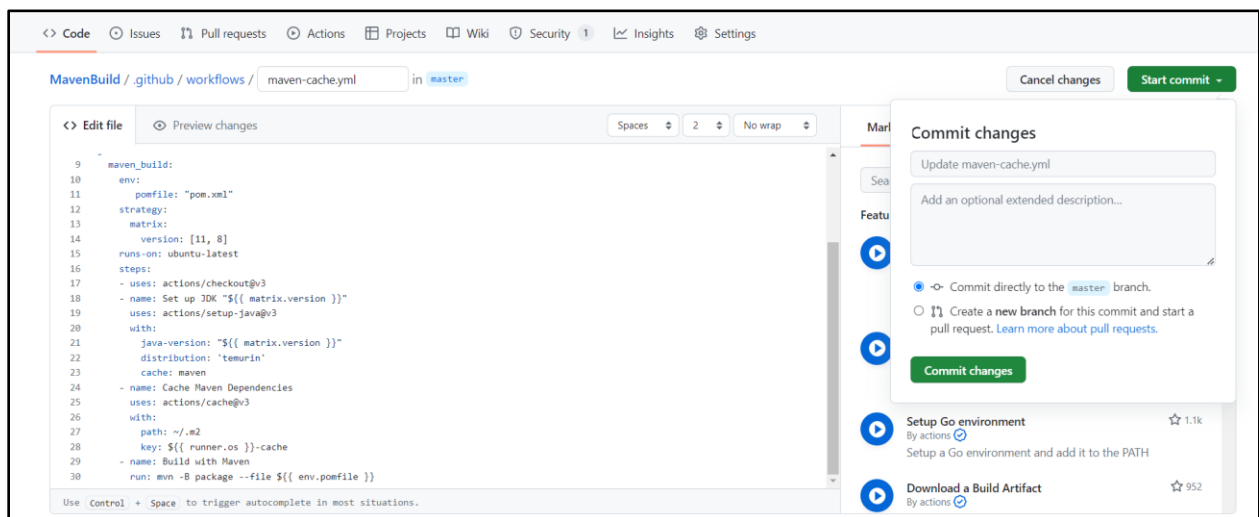 <> Code Issues Pull requests Actions Projects Wiki Security 1 Insights Settings
MavenBuild / .github / workflows / maven-cache.yml in master Cancel changes Start commit
<> Edit file Preview changes Spaces 2 No wrap
9 maven_build:
10 env:
11 pomfile: "pom.xml"
12 strategy:
13 matrix:
14 version: [11, 8]
15 runs-on: ubuntu-latest
16 steps:
17 - uses: actions/checkout@v3
18 - name: Set up JDK "${{ matrix.version }}"
19 uses: actions/setup-java@v3
20 with:
21 java-version: "${{ matrix.version }}"
22 distribution: 'temurin'
23 cache: maven
24 - name: Cache Maven Dependencies
25 uses: actions/cache@v3
26 with:
27 path: ~/.m2
28 key: ${{ runner.os }}-cache
29 - name: Build with Maven
30 run: mvn -B package --file ${{ env.pomfile }}
Use Control + Space to trigger autocomplete in most situations.
Mar
Sea
Featu
Commit changes
Update maven-cache.yml
Add an optional extended description...
Commit directly to the master branch.
Create a new branch for this commit and start a
pull request. Learn more about pull requests.
Commit changes
Setup Go environment 1.1k
By actions
Setup a Go environment and add it to the PATH
Download a Build Artifact 952
By actions